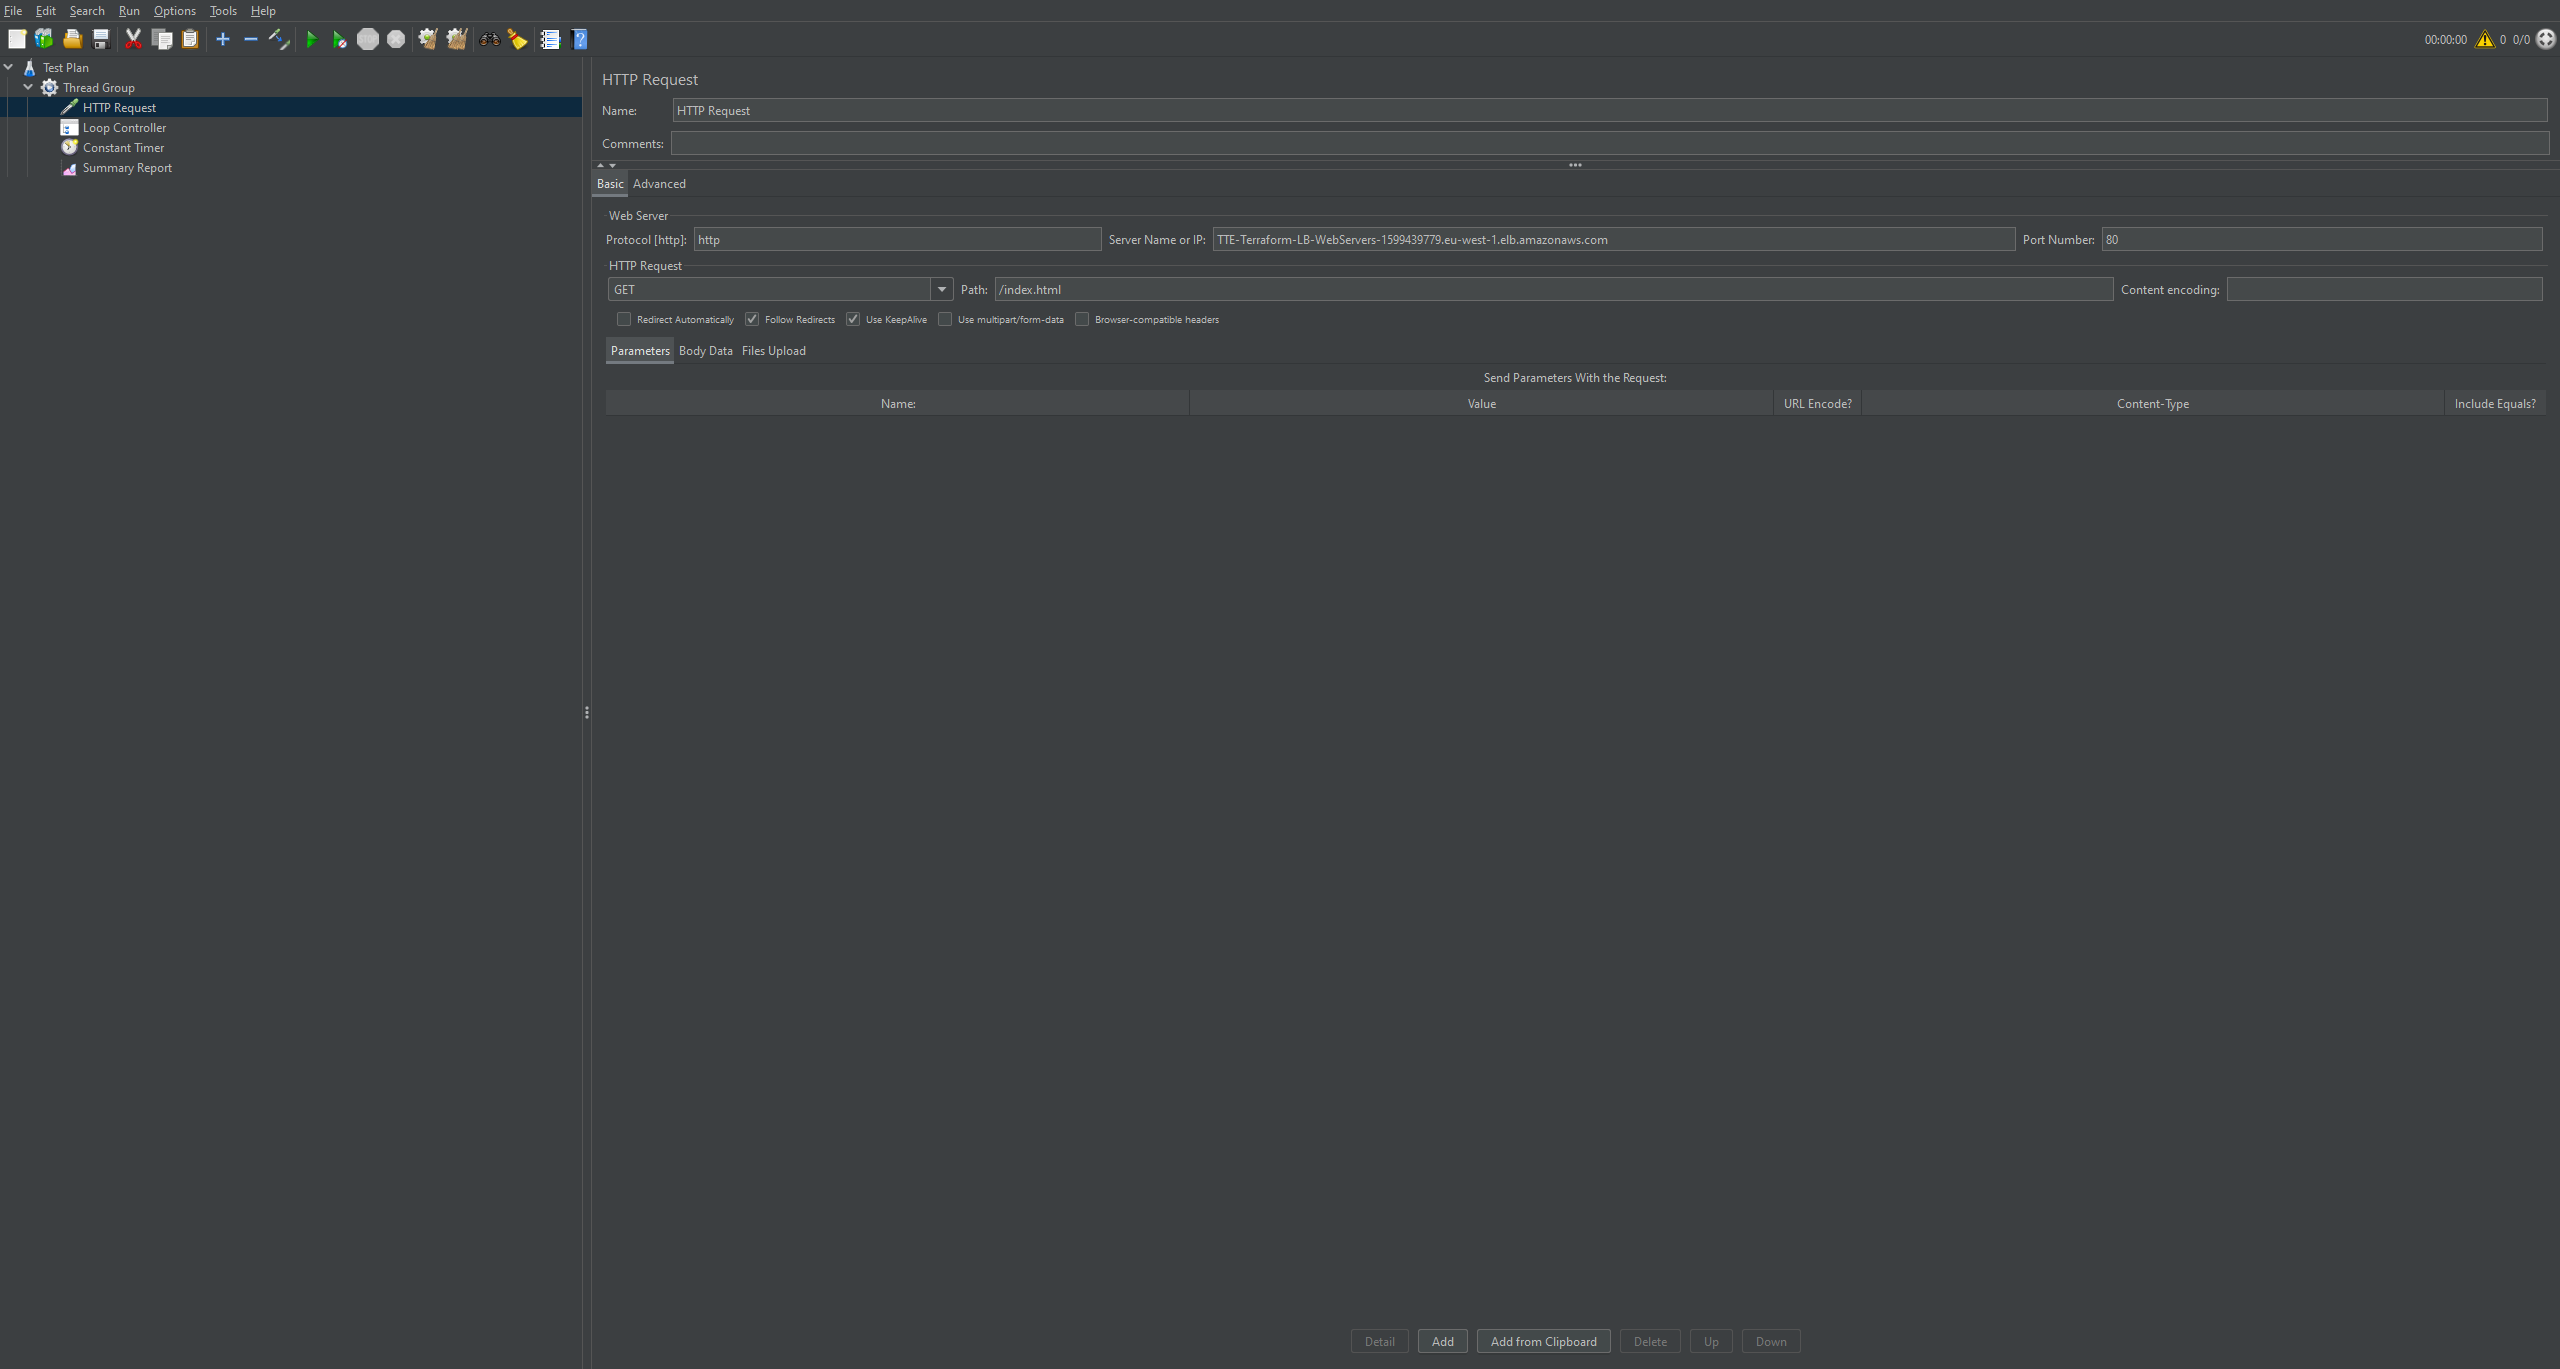 File Edit Search Run Options Tools Help
00:00:00 0 0/0
Test Plan
Thread Group
HTTP Request
Loop Controller
Constant Timer
Summary Report
HTTP Request
Name: HTTP Request
Comments:
Basic Advanced
Web Server
Protocol [http]: http Server Name or IP: TTE-Terraform-LB-WebServers-1599439779.eu-west-1.elb.amazonaws.com Port Number: 80
HTTP Request
GET Path: /index.html Content encoding:
Redirect Automatically Follow Redirects Use KeepAlive Use multipart/form-data Browser-compatible headers
Parameters Body Data Files Upload
Send Parameters With the Request:
Name: Value URL Encode? Content-Type Include Equals?
Detail Add Add from Clipboard Delete Up Down